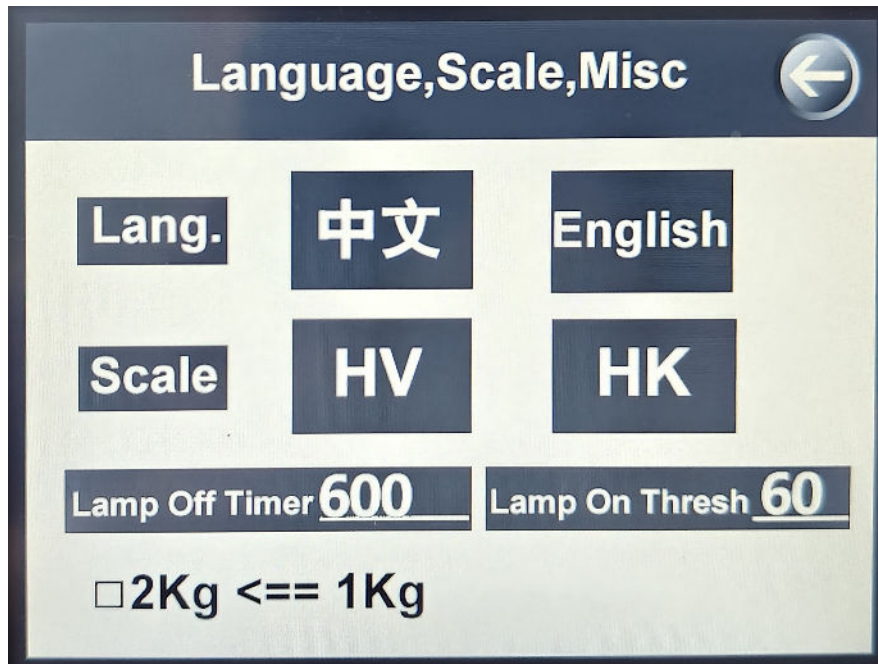 Language,Scale,Misc
Lang. 中文 English
Scale HV HK
Lamp Off Timer 600 Lamp On Thresh 60
2Kg <== 1Kg